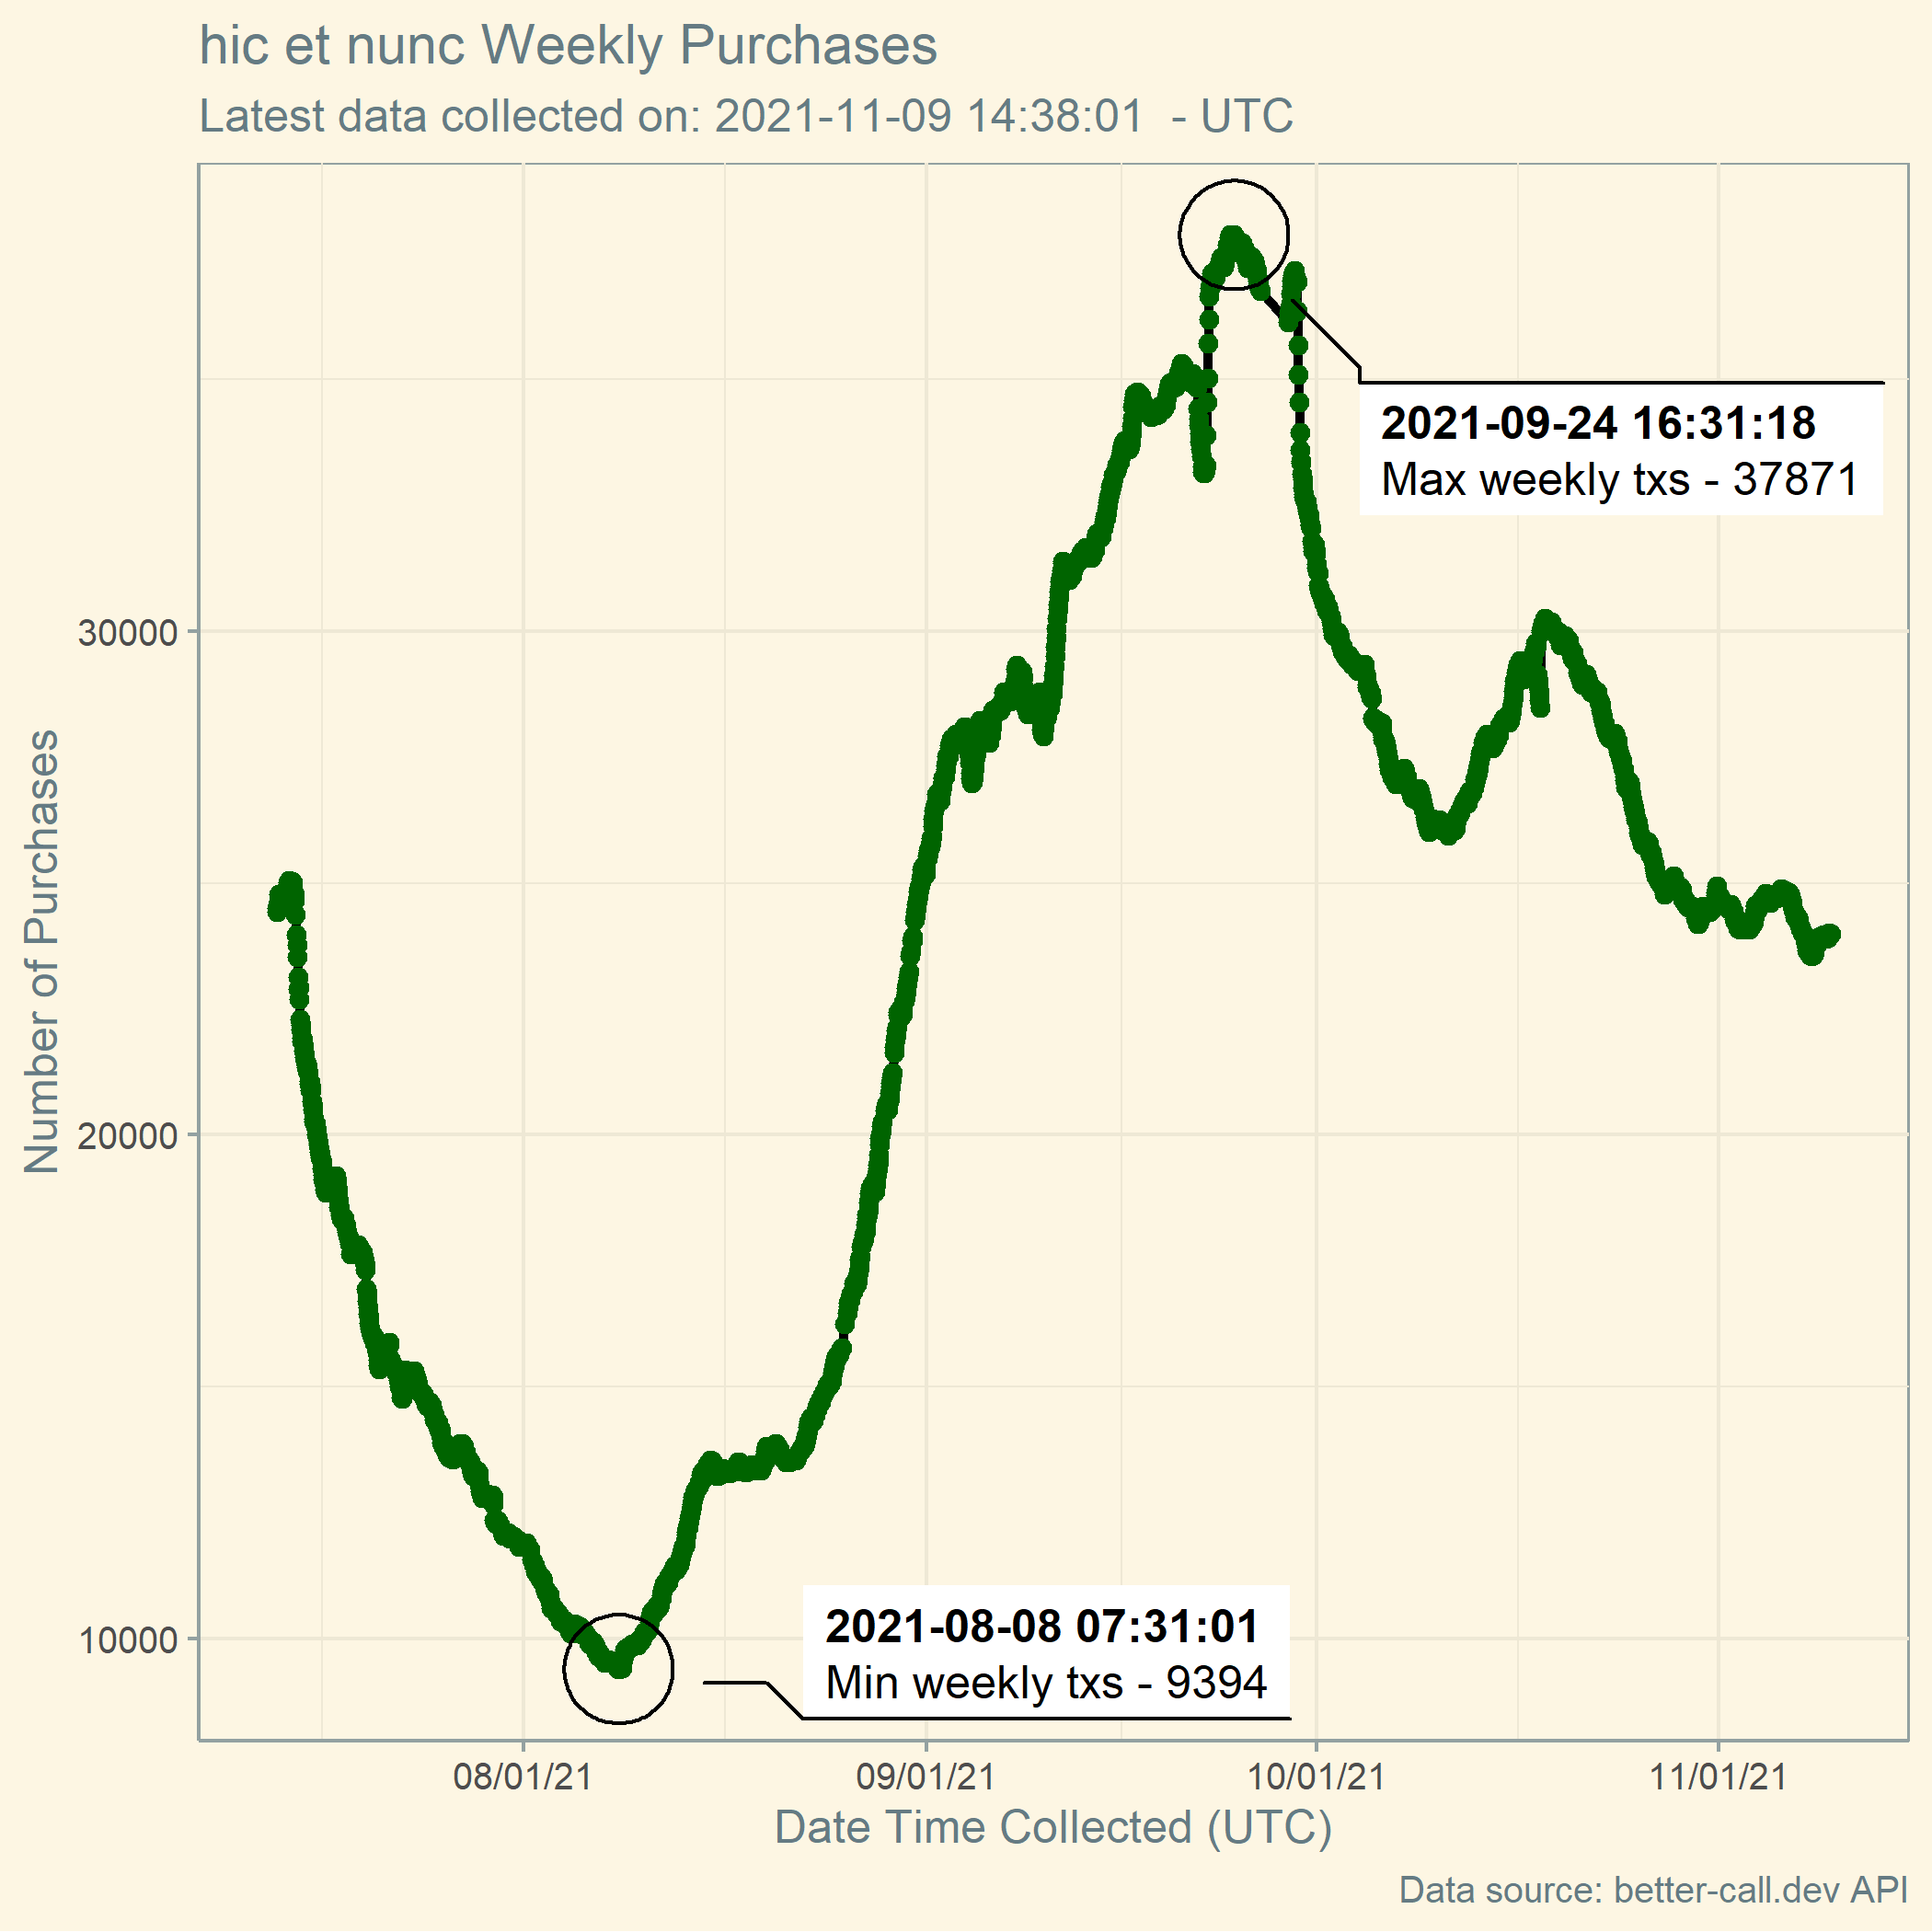 hic et nunc Weekly Purchases
Latest data collected on: 2021-11-09 14:38:01  - UTC
2021-09-24 16:31:18
Max weekly txs - 37871
30000
Number of Purchases
20000
10000
2021-08-08 07:31:01
Min weekly txs - 9394
08/01/21 09/01/21 10/01/21 11/01/21
Date Time Collected (UTC)
Data source: better-call.dev API